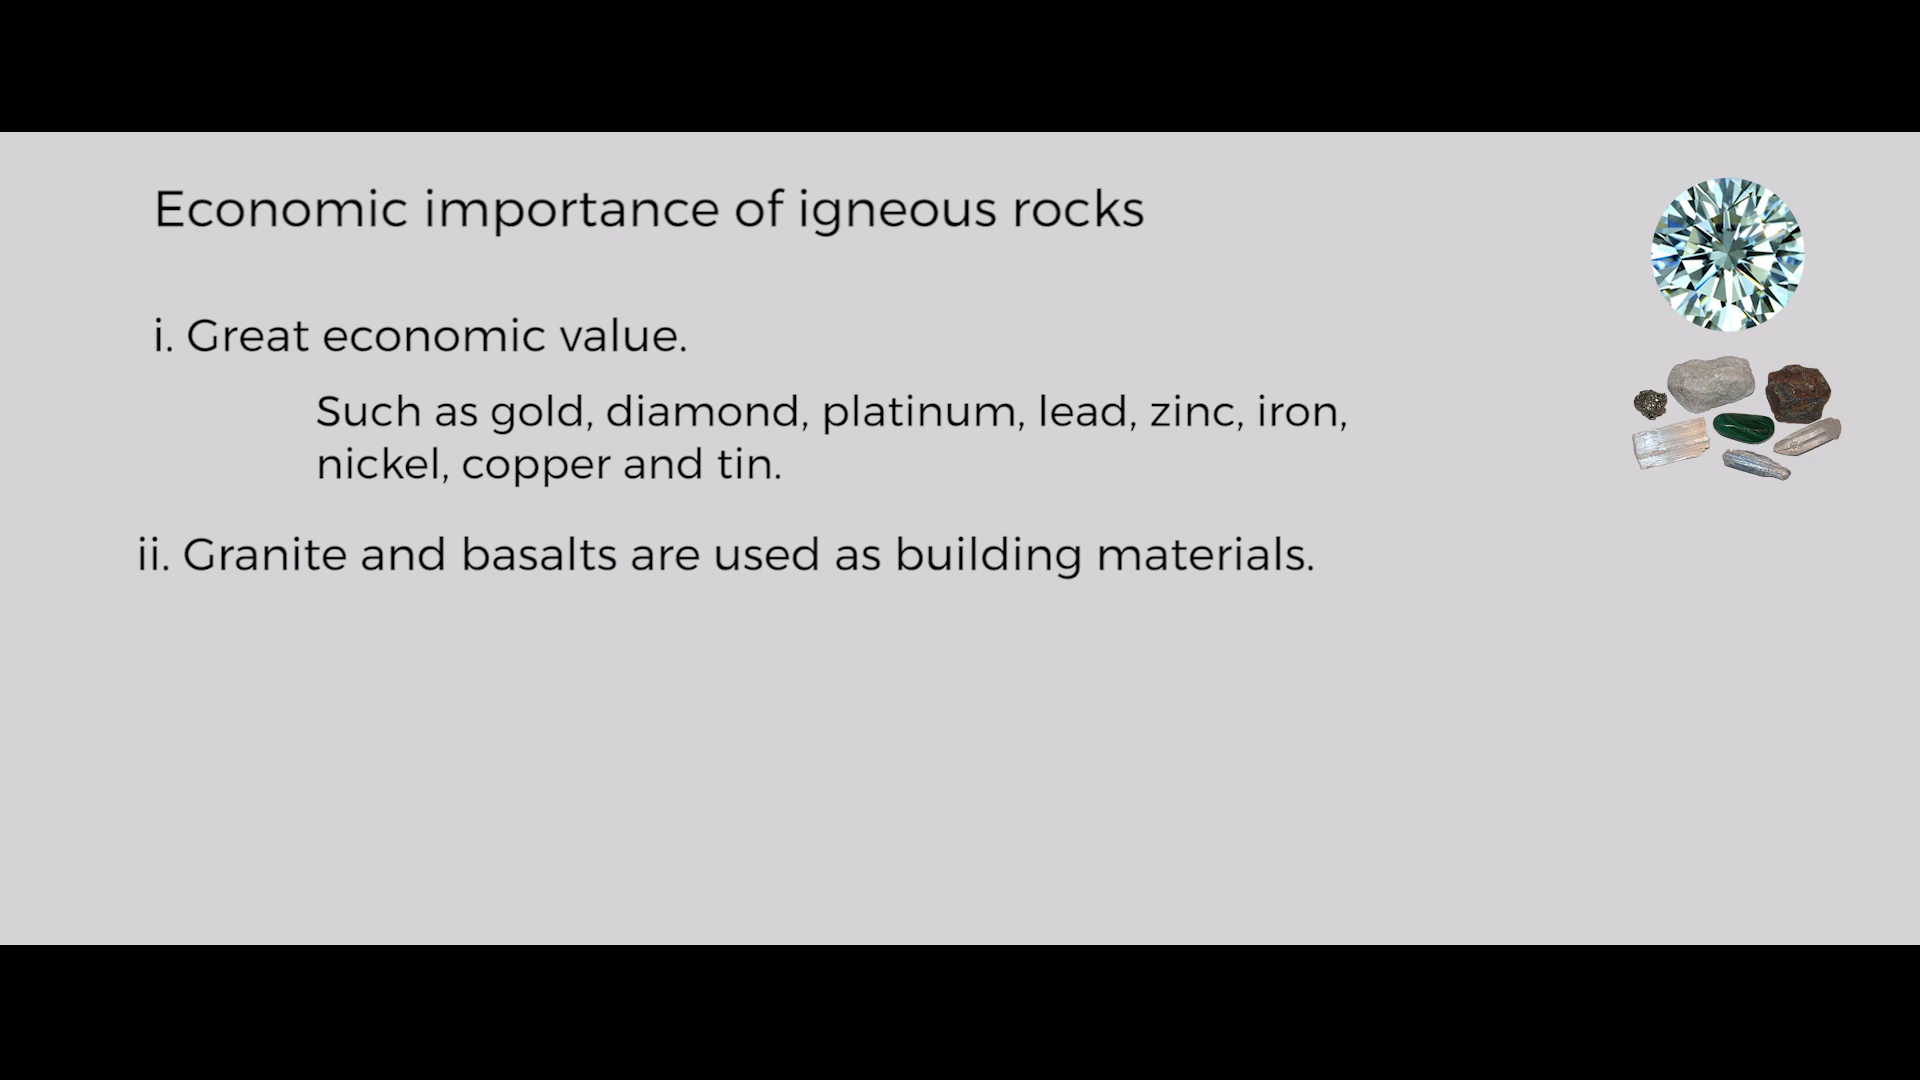 Economic importance of igneous rocks
i. Great economic value.
Such as gold, diamond, platinum, lead, zinc, iron,
nickel, copper and tin.
ii. Granite and basalts are used as building materials.